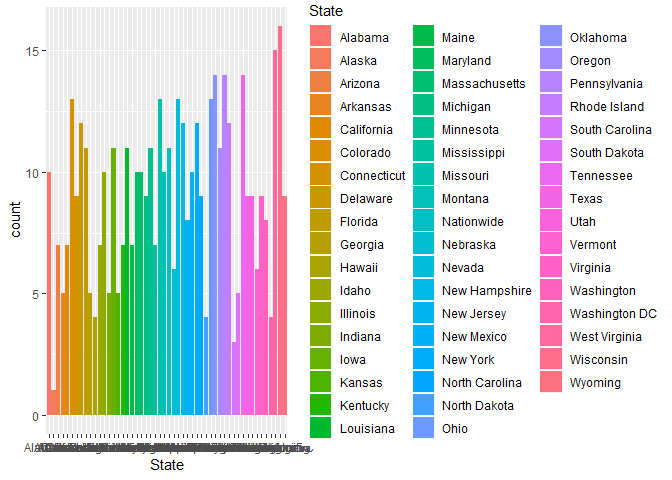 State
Alabama
Alaska
Arizona
Arkansas
California
Colorado
Connecticut
Delaware
Florida
Georgia
Hawaii
Idaho
Illinois
Indiana
Iowa
Kansas
Kentucky
Louisiana
Maine
Maryland
Massachusetts
Michigan
Minnesota
Mississippi
Missouri
Montana
Nationwide
Nebraska
Nevada
New Hampshire
New Jersey
New Mexico
New York
North Carolina
North Dakota
Ohio
Oklahoma
Oregon
Pennsylvania
Rhode Island
South Carolina
South Dakota
Tennessee
Texas
Utah
Vermont
Virginia
Washington
Washington DC
West Virginia
Wisconsin
Wyoming
15
10
5
0
count
State